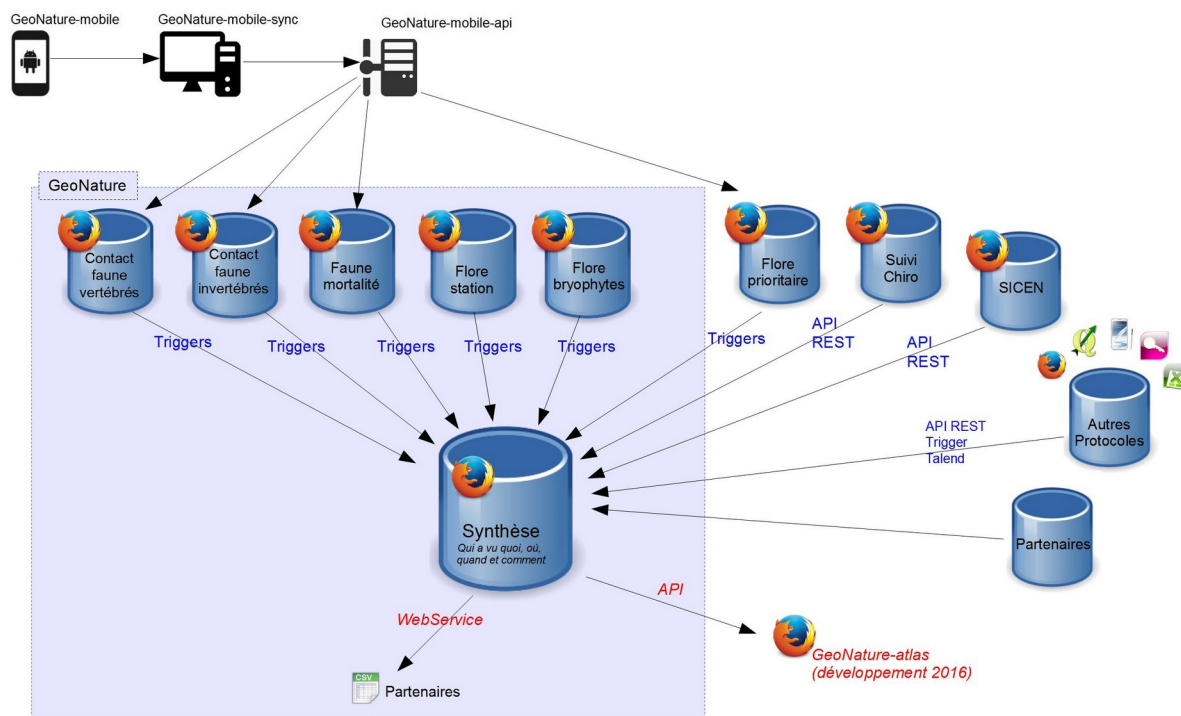 GeoNature-mobile
GeoNature-mobile-sync
GeoNature-mobile-api
GeoNature
Contact
faune
vertébrés
Contact
faune
invertébrés
Faune
mortalité
Flore
station
Flore
bryophytes
Flore
prioritaire
Suivi
Chiro
SICEN
Triggers
Triggers
Triggers
Triggers
Triggers
Triggers
API
REST
API
REST
Autres
Protocoles
API REST
Trigger
Talend
Synthèse
Qui a vu quoi, où,
quand et comment
Partenaires
API
WebService
GeoNature-atlas
(développement 2016)
CSV
Partenaires